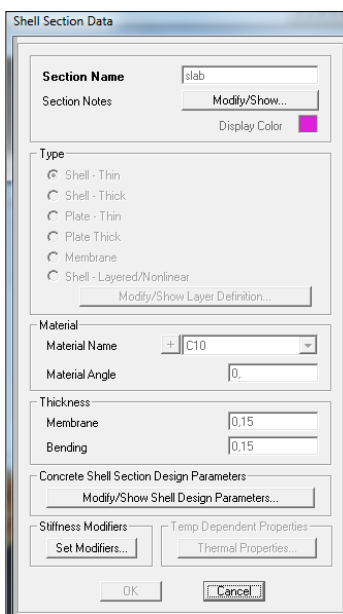 Shell Section Data
Section Name slab
Section Notes Modify/Show...
Display Color
Type
Shell - Thin
Shell - Thick
Plate - Thin
Plate Thick
Membrane
Shell - Layered/Nonlinear
Modify/Show Layer Definition...
Material
Material Name + C10
Material Angle 0,
Thickness
Membrane 0,15
Bending 0,15
Concrete Shell Section Design Parameters
Modify/Show Shell Design Parameters...
Stiffness Modifiers Temp Dependent Properties
Set Modifiers... Thermal Properties...
OK Cancel